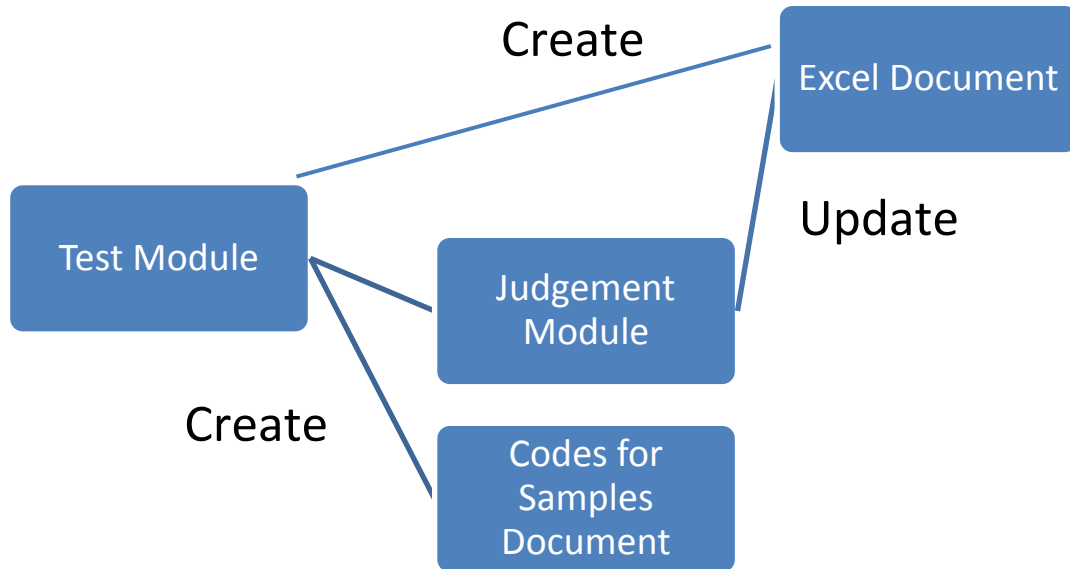 Create
Excel Document
Test Module
Update
Judgement
Module
Create
Codes for
Samples
Document